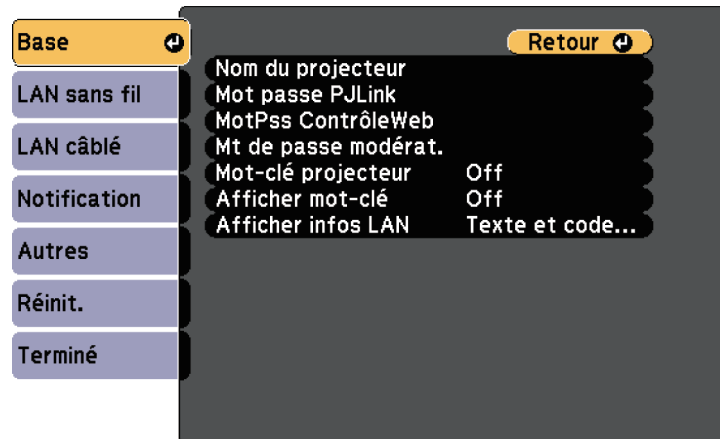 Base
LAN sans fil
LAN câblé
Notification
Autres
Réinit.
Terminé
Retour
Nom du projecteur
Mot passe PJLink
MotPss ContrôleWeb
Mt de passe modérat.
Mot-clé projecteur Off
Afficher mot-clé Off
Afficher infos LAN Texte et code...